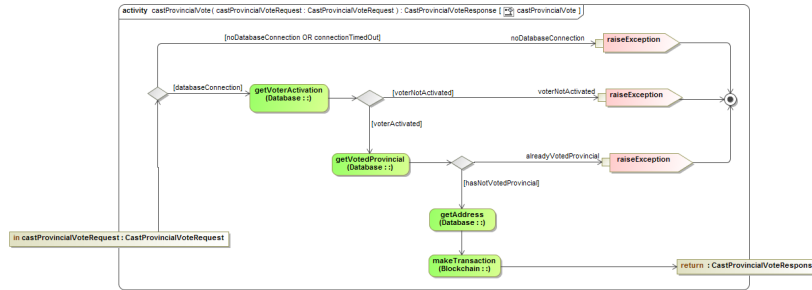 activity castProvincialVote( castProvincialVoteRequest : CastProvincialVoteRequest ) : CastProvincialVoteResponse [ castProvincialVote ]
[noDatabaseConnection OR connectionTimedOut]
noDatabaseConnection
raiseException
[databaseConnection]
getVoterActivation
(Database : :)
[voterNotActivated]
voterNotActivated
raiseException
[voterActivated]
getVotedProvincial
(Database : :)
alreadyVotedProvincial
raiseException
[hasNotVotedProvincial]
getAddress
(Database : :)
in castProvincialVoteRequest : CastProvincialVoteRequest
makeTransaction
(Blockchain : :)
return : CastProvincialVoteRespons